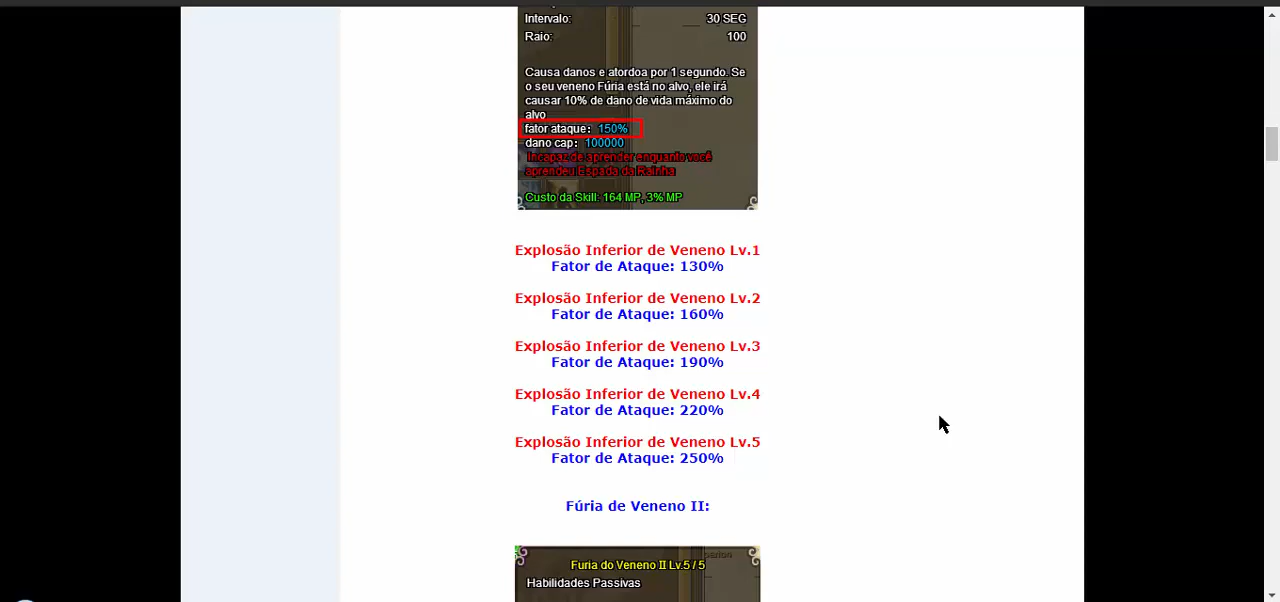 Intervalo: 30 SEG
Raio: 100
Causa danos e atordoa por 1 segundo. Se
o seu veneno Fúria está no alvo, ele irá
causar 10% de dano de vida máximo do
alvo
fator ataque: 150%
dano cap: 100000
Incapaz de aprender enquanto você
aprendeu Espada da Rainha
Custo da Skill: 164 MP, 3% MP
Explosão Inferior de Veneno Lv.1
Fator de Ataque: 130%
Explosão Inferior de Veneno Lv.2
Fator de Ataque: 160%
Explosão Inferior de Veneno Lv.3
Fator de Ataque: 190%
Explosão Inferior de Veneno Lv.4
Fator de Ataque: 220%
Explosão Inferior de Veneno Lv.5
Fator de Ataque: 250%
Fúria de Veneno II:
Furia do Veneno II Lv.5 / 5
Habilidades Passivas